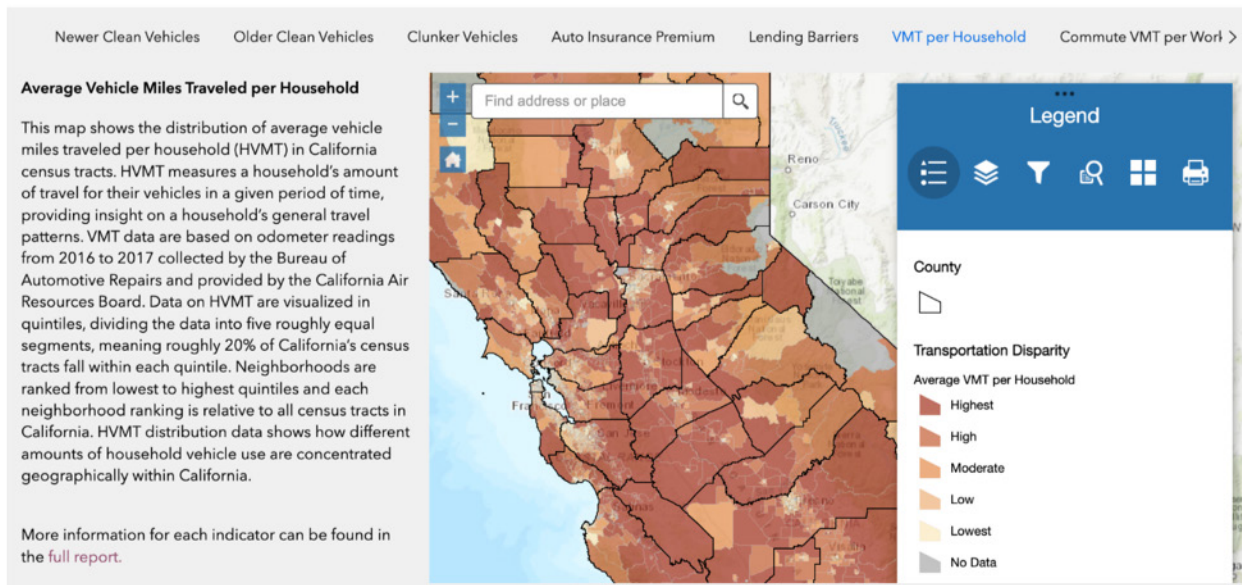 Newer Clean Vehicles Older Clean Vehicles Clunker Vehicles Auto Insurance Premium Lending Barriers VMT per Household Commute VMT per Work >
Average Vehicle Miles Traveled per Household
This map shows the distribution of average vehicle
miles traveled per household (HVMT) in California
census tracts. HVMT measures a household's amount
of travel for their vehicles in a given period of time,
providing insight on a household's general travel
patterns. VMT data are based on odometer readings
from 2016 to 2017 collected by the Bureau of
Automotive Repairs and provided by the California Air
Resources Board. Data on HVMT are visualized in
quintiles, dividing the data into five roughly equal
segments, meaning roughly 20% of California's census
tracts fall within each quintile. Neighborhoods are
ranked from lowest to highest quintiles and each
neighborhood ranking is relative to all census tracts in
California. HVMT distribution data shows how different
amounts of household vehicle use are concentrated
geographically within California.
More information for each indicator can be found in
the full report.
+
Find address or place
−
Reno
Carson City
Toiyabe
National
Forest
Livermore
Fremont
San Jose
Salinas
Fresno
Legend
County
Transportation Disparity
Average VMT per Household
Highest
High
Moderate
Low
Lowest
No Data